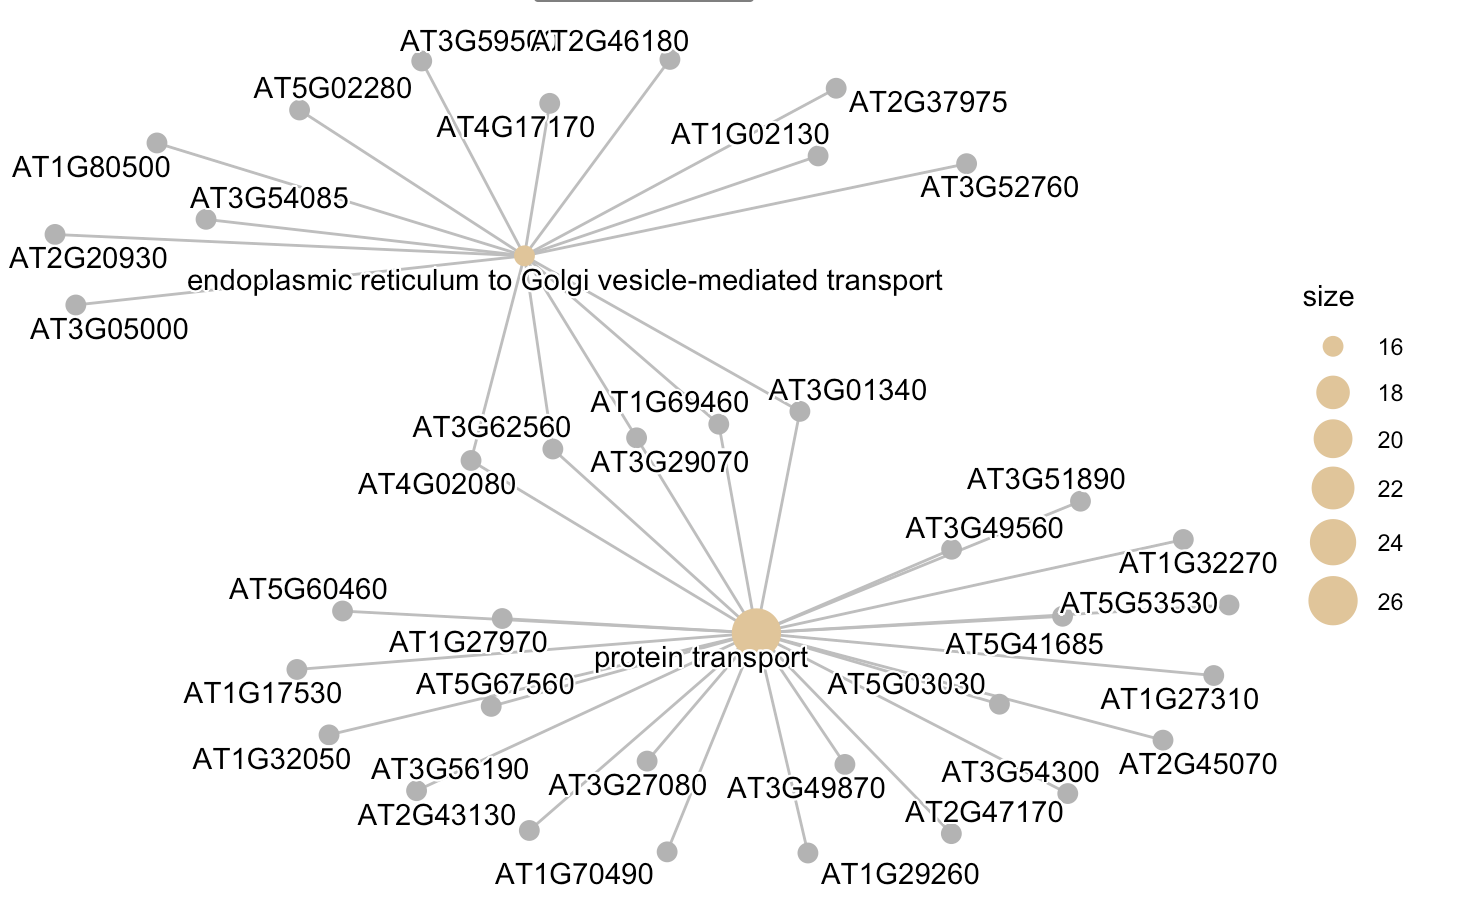 AT2G46180
AT5G02280
AT2G37975
AT4G17170
AT1G02130
AT1G80500
AT3G52760
AT3G54085
AT2G20930
endoplasmic reticulum to Golgi vesicle-mediated transport
AT3G05000
size
16
18
20
22
24
26
AT3G01340
AT1G69460
AT3G62560
AT3G29070
AT4G02080
AT3G51890
AT3G49560
AT1G32270
AT5G60460
AT5G53530
AT1G27970
AT5G41685
protein transport
AT5G67560
AT5G03030
AT1G17530
AT1G27310
AT1G32050
AT2G45070
AT3G56190
AT3G54300
AT3G27080
AT3G49870
AT2G43130
AT2G47170
AT1G70490
AT1G29260